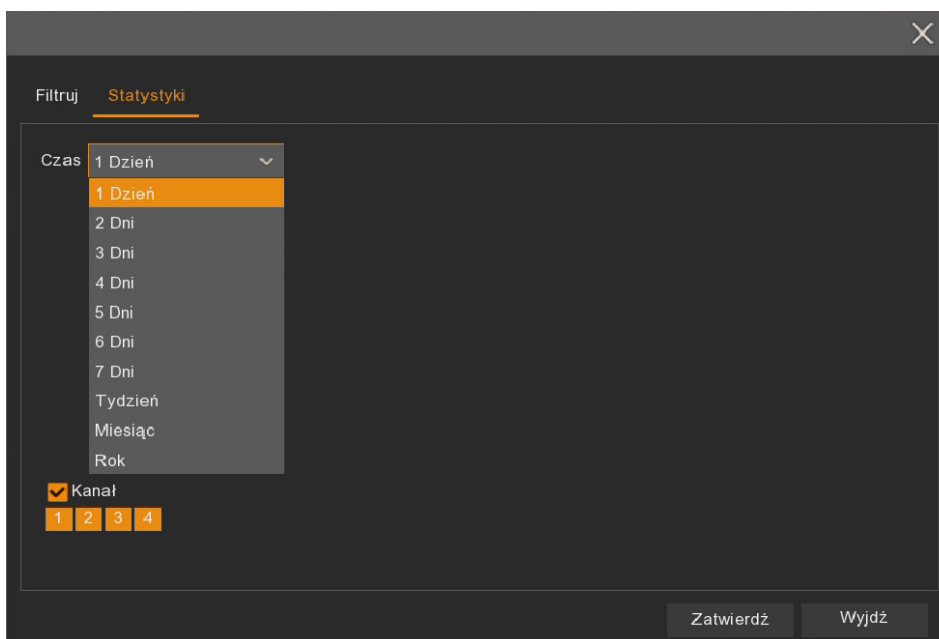 Filtruj Statystyki
Czas 1 Dzień
1 Dzień
2 Dni
3 Dni
4 Dni
5 Dni
6 Dni
7 Dni
Tydzień
Miesiąc
Rok
Kanał
1 2 3 4
Zatwierdź Wyjdź